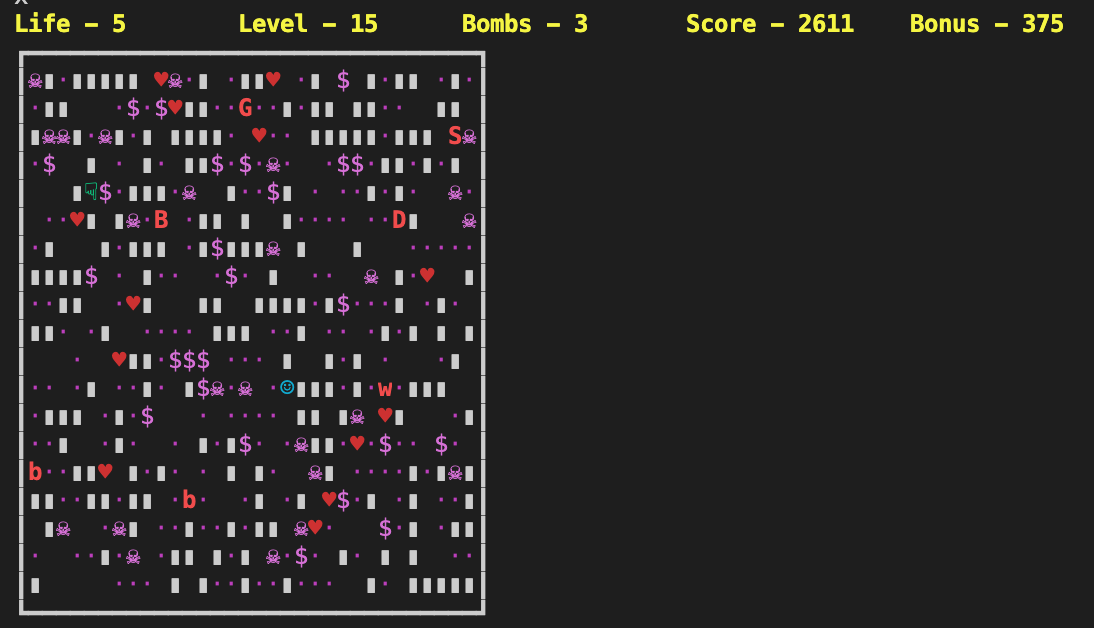 Life – 5 Level – 15 Bombs – 3 Score – 2611 Bonus – 375
$
$ $ G
S
$ $ $ $ $
$ $
B D
$
$ $
$
$ $ $
$ w
$
$ $ $
b
b $
$
$